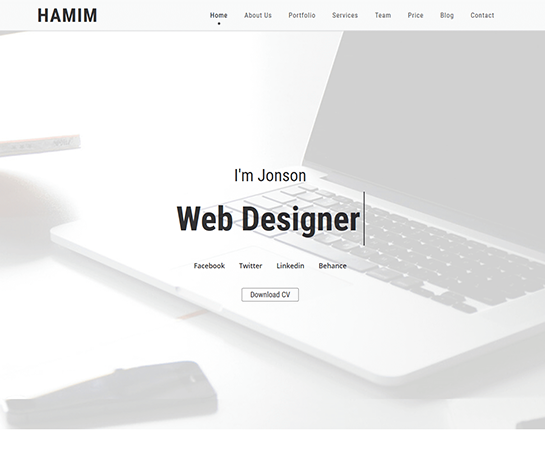 HAMIM
Home About Us Portfolio Services Team Price Blog Contact
I'm Jonson
Web Designer
Facebook Twitter Linkedin Behance
Download CV